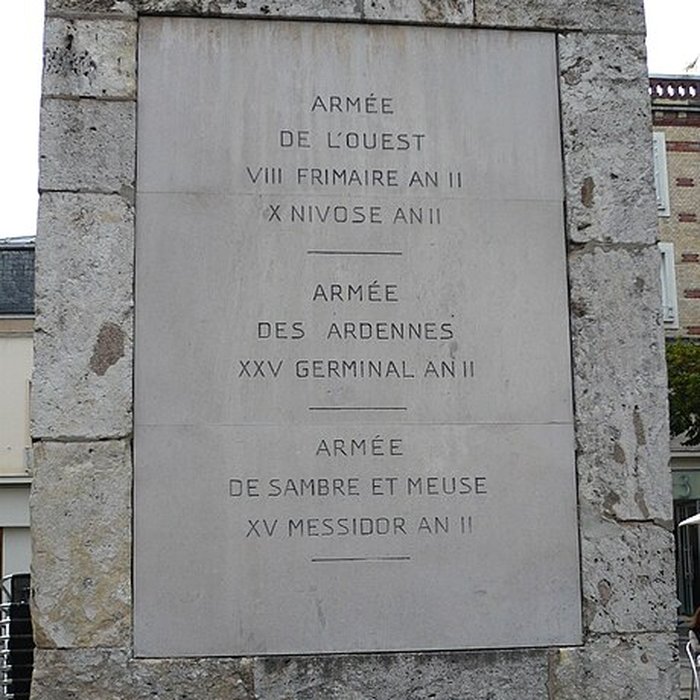 ARMÉE
DE L'OUEST
VIII FRIMAIRE AN II
X NIVOSE AN II
ARMÉE
DES ARDENNES
XXV GERMINAL AN II
ARMÉE
DE SAMBRE ET MEUSE
XV MESSIDOR AN II
3